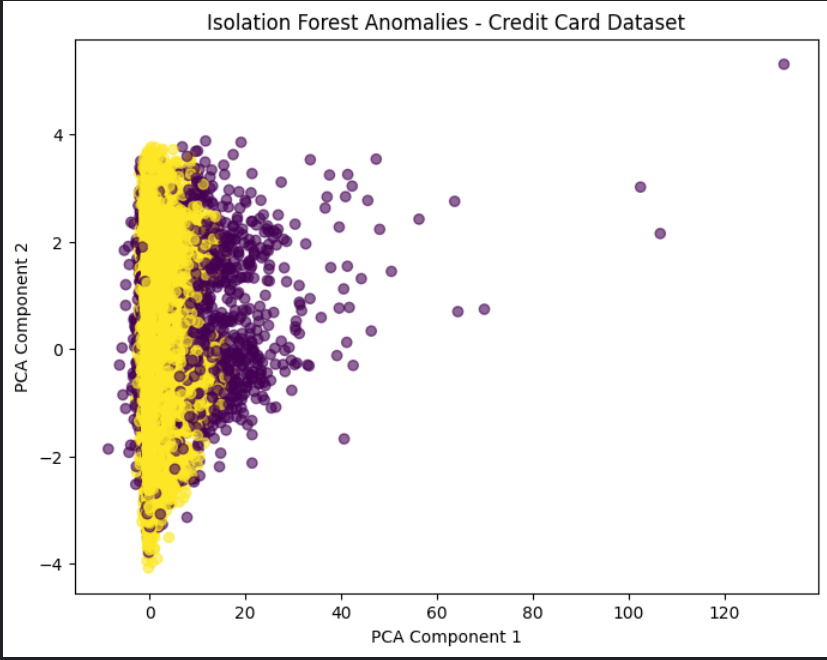 Isolation Forest Anomalies - Credit Card Dataset
PCA Component 2
4
2
0
−2
−4
0 20 40 60 80 100 120
PCA Component 1